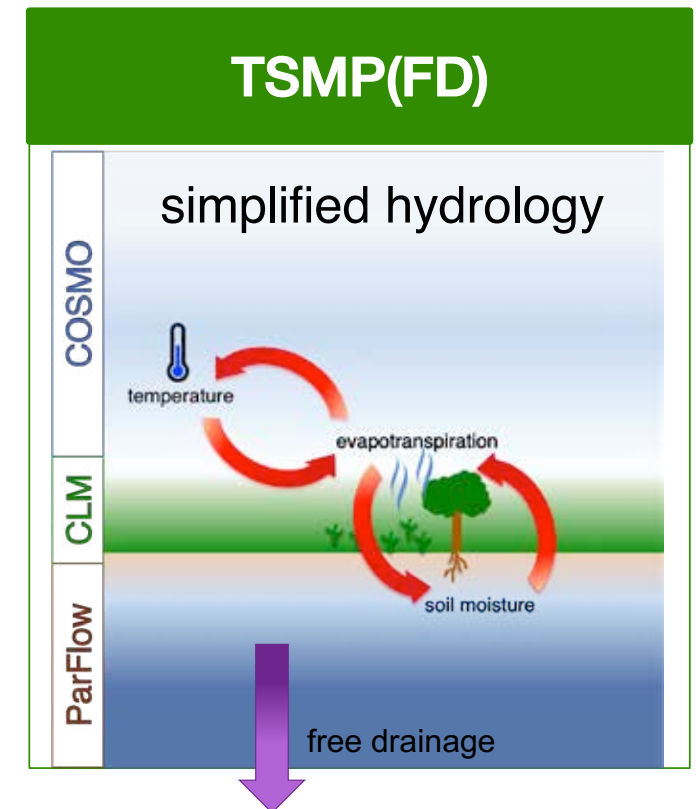 TSMP(FD)
simplified hydrology
COSMO
temperature
evapotranspiration
CLM
soil moisture
ParFlow
free drainage